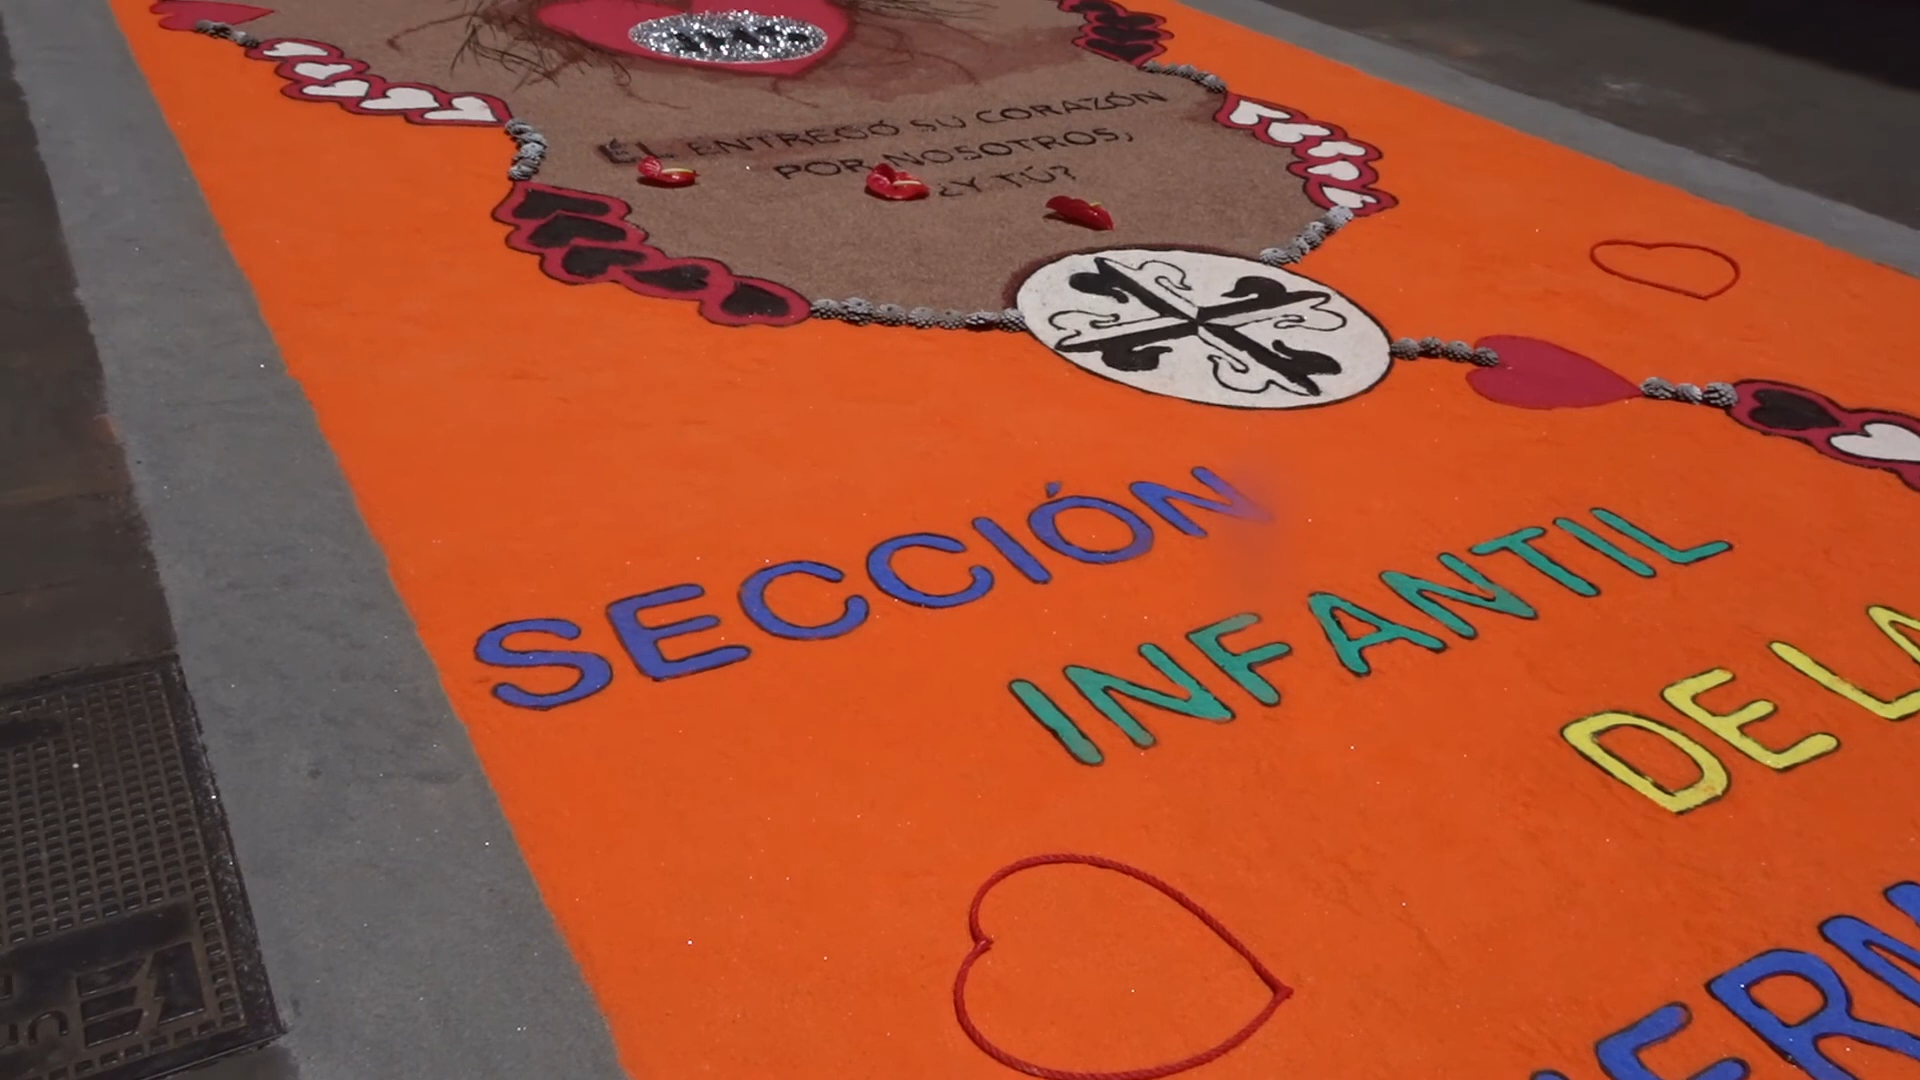 ÉL ENTREGÓ SU CORAZÓN
POR NOSOTROS,
¿Y TÚ?
SECCIÓN
INFANTIL
DE LA